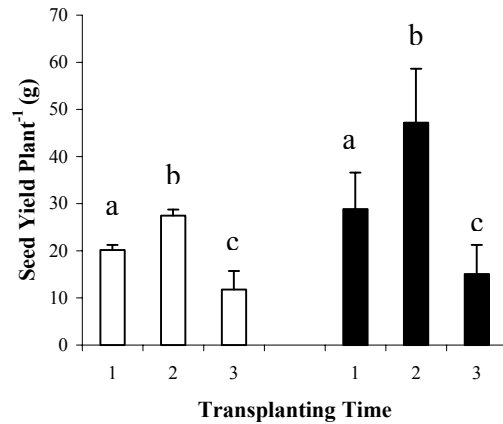 70
60
b
50
a
40
b
30
a
c
c
20
10
0
1 2 3 1 2 3
Seed Yield Plant⁻¹ (g)
Transplanting Time